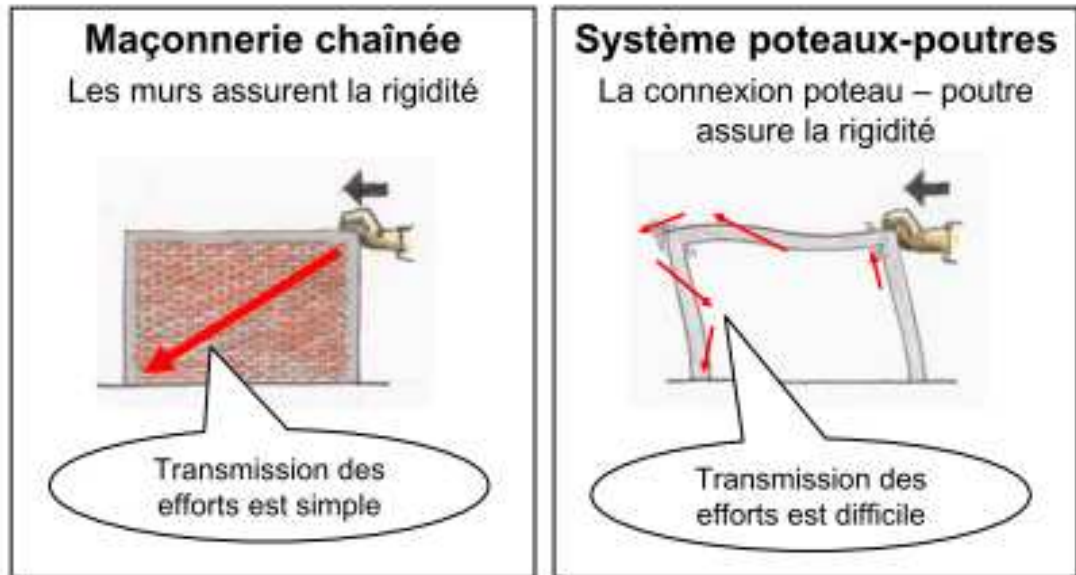 Maçonnerie chaînée
Les murs assurent la rigidité
Transmission des
efforts est simple
Système poteaux-poutres
La connexion poteau – poutre
assure la rigidité
Transmission des
efforts est difficile